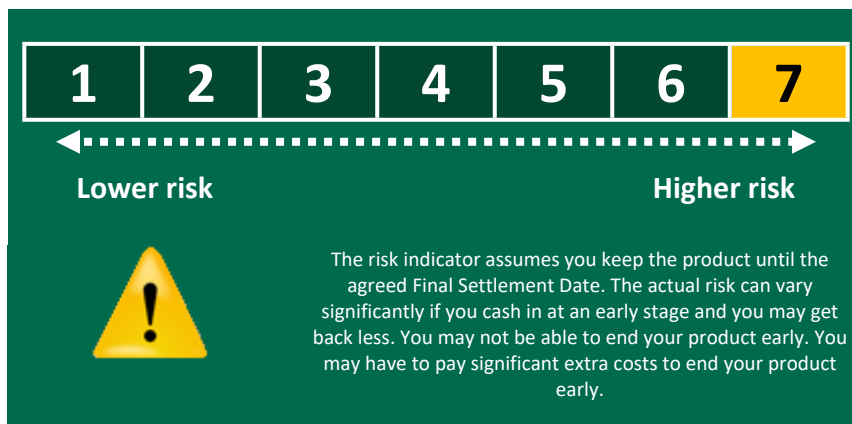 1 2 3 4 5 6 7
Lower risk Higher risk
The risk indicator assumes you keep the product until the
agreed Final Settlement Date. The actual risk can vary
significantly if you cash in at an early stage and you may get
back less. You may not be able to end your product early. You
may have to pay significant extra costs to end your product
early.